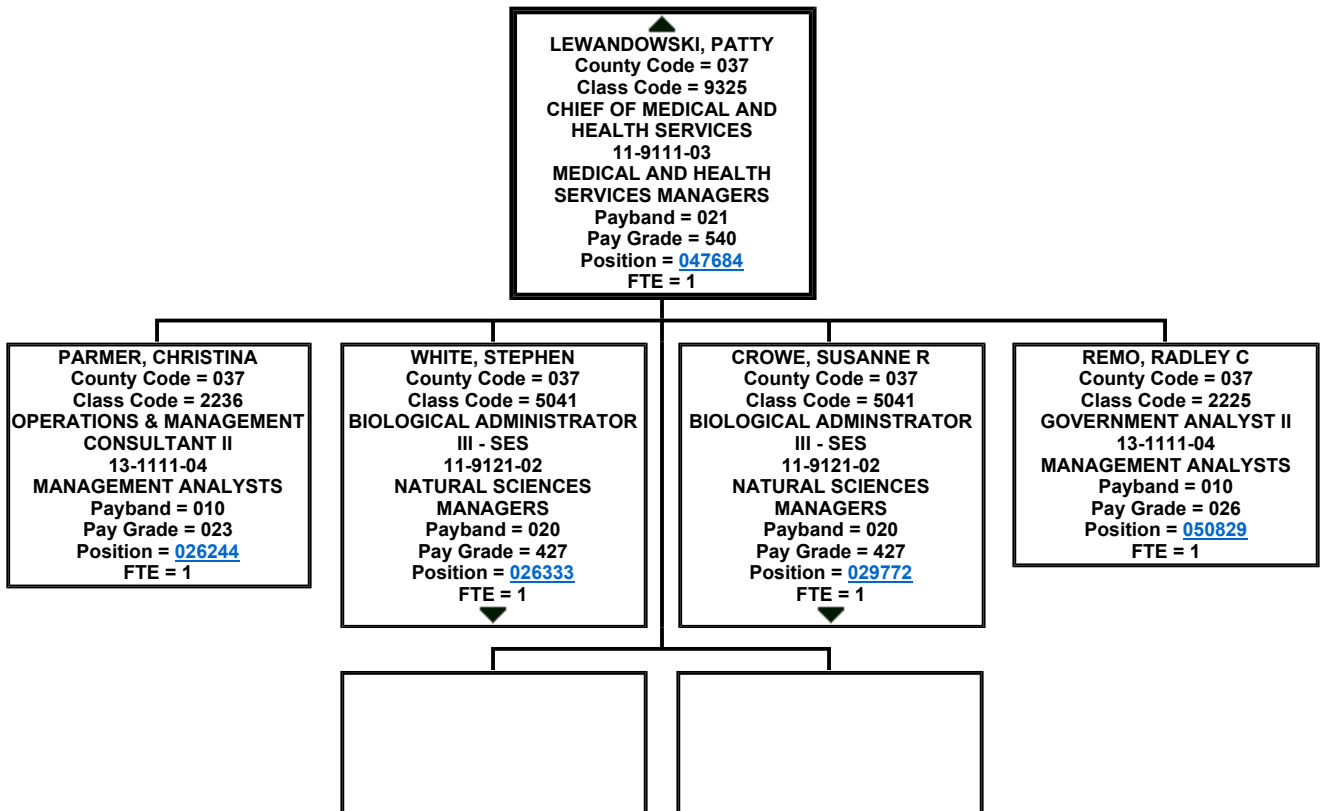 LEWANDOWSKI, PATTY
County Code = 037
Class Code = 9325
CHIEF OF MEDICAL AND
HEALTH SERVICES
11-9111-03
MEDICAL AND HEALTH
SERVICES MANAGERS
Payband = 021
Pay Grade = 540
Position = 047684
FTE = 1
PARMER, CHRISTINA
County Code = 037
Class Code = 2236
OPERATIONS & MANAGEMENT
CONSULTANT II
13-1111-04
MANAGEMENT ANALYSTS
Payband = 010
Pay Grade = 023
Position = 026244
FTE = 1
WHITE, STEPHEN
County Code = 037
Class Code = 5041
BIOLOGICAL ADMINISTRATOR
III - SES
11-9121-02
NATURAL SCIENCES
MANAGERS
Payband = 020
Pay Grade = 427
Position = 026333
FTE = 1
CROWE, SUSANNE R
County Code = 037
Class Code = 5041
BIOLOGICAL ADMINSTRATOR
III - SES
11-9121-02
NATURAL SCIENCES
MANAGERS
Payband = 020
Pay Grade = 427
Position = 029772
FTE = 1
REMO, RADLEY C
County Code = 037
Class Code = 2225
GOVERNMENT ANALYST II
13-1111-04
MANAGEMENT ANALYSTS
Payband = 010
Pay Grade = 026
Position = 050829
FTE = 1